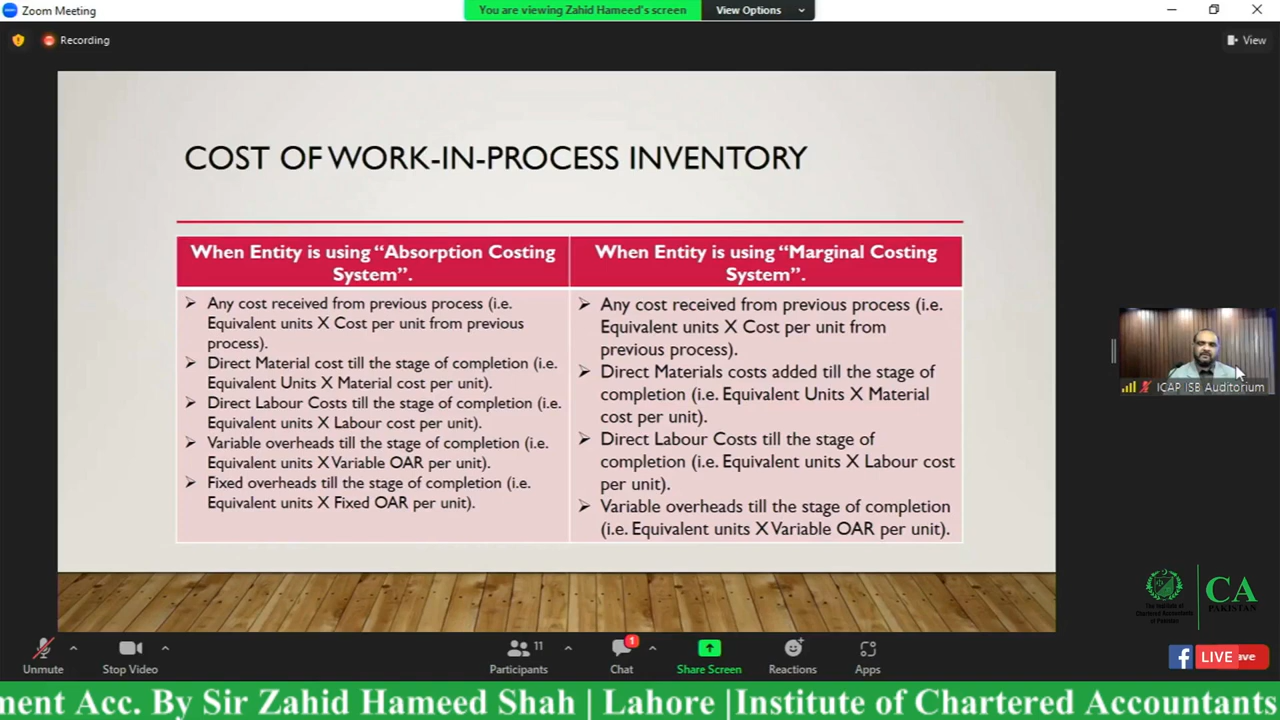 Zoom Meeting
You are viewing Zahid Hameed's screen
View Options
Recording
View
COST OF WORK-IN-PROCESS INVENTORY
When Entity is using “Absorption Costing
System”.
Any cost received from previous process (i.e.
Equivalent units X Cost per unit from previous
process).
Direct Material cost till the stage of completion (i.e.
Equivalent Units X Material cost per unit).
Direct Labour Costs till the stage of completion (i.e.
Equivalent units X Labour cost per unit).
Variable overheads till the stage of completion (i.e.
Equivalent units X Variable OAR per unit).
Fixed overheads till the stage of completion (i.e.
Equivalent units X Fixed OAR per unit).
When Entity is using “Marginal Costing
System”.
Any cost received from previous process (i.e.
Equivalent units X Cost per unit from
previous process).
Direct Materials costs added till the stage of
completion (i.e. Equivalent Units X Material
cost per unit).
Direct Labour Costs till the stage of
completion (i.e. Equivalent units X Labour cost
per unit).
Variable overheads till the stage of completion
(i.e. Equivalent units X Variable OAR per unit).
ICAP ISB Auditorium
The Institute of
Chartered Accountants
of Pakistan
CA
PAKISTAN
Unmute
Stop Video
11
Participants
1
Chat
Share Screen
Reactions
Apps
LIVE
ment Acc. By Sir Zahid Hameed Shah | Lahore |Institute of Chartered Accountants